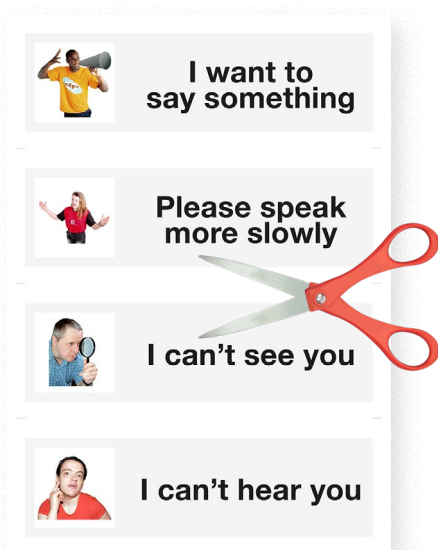 I want to
say something
Please speak
more slowly
I can't see you
I can't hear you